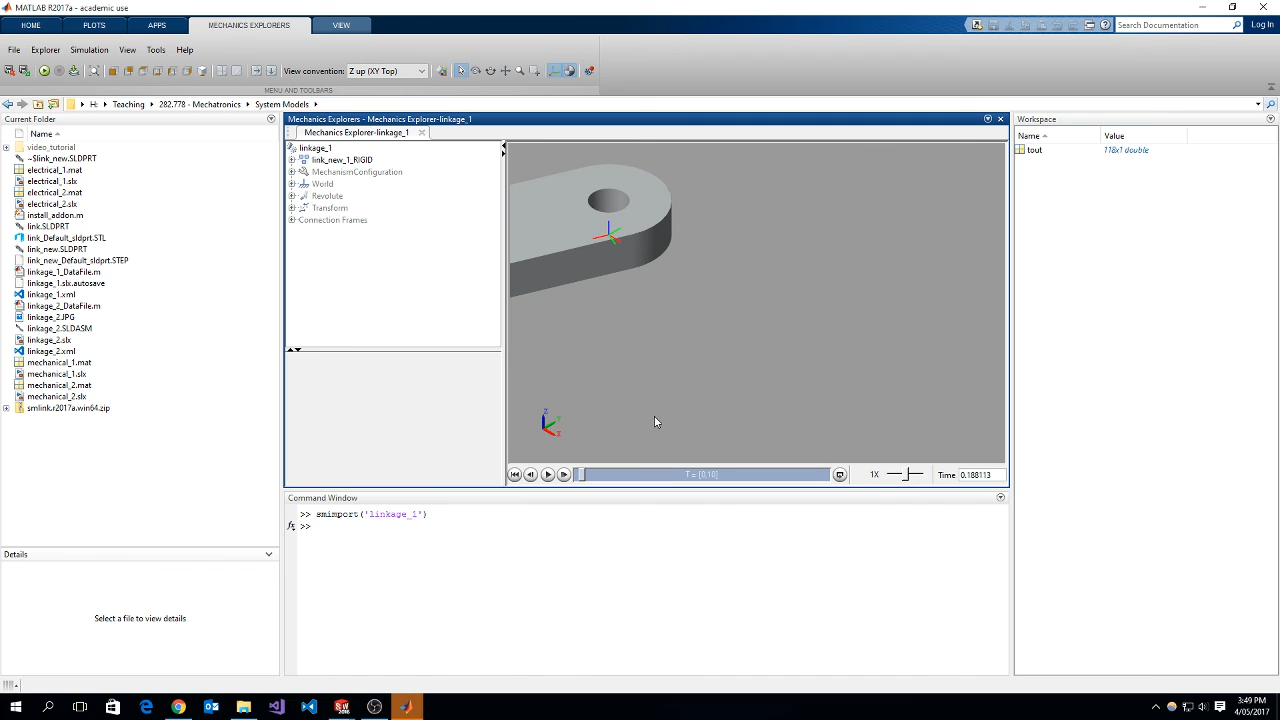 MATLAB R2017a - academic use
HOME PLOTS APPS MECHANICS EXPLORERS VIEW
Search Documentation Log In
File Explorer Simulation View Tools Help
View convention: Z up (XY Top)
MENU AND TOOLBARS
H: Teaching 282.778 - Mechatronics System Models
Current Folder
Name
video_tutorial
~$link_new.SLDPRT
electrical_1.mat
electrical_1.slx
electrical_2.mat
electrical_2.slx
install_addon.m
link.SLDPRT
link_Default_sldprt.STL
link_new.SLDPRT
link_new_Default_sldprt.STEP
linkage_1_DataFile.m
linkage_1.slx.autosave
linkage_1.xml
linkage_2_DataFile.m
linkage_2.JPG
linkage_2.SLDASM
linkage_2.slx
linkage_2.xml
mechanical_1.mat
mechanical_1.slx
mechanical_2.mat
mechanical_2.slx
smlink.r2017a.win64.zip
Details
Select a file to view details
Mechanics Explorers - Mechanics Explorer-linkage_1
Mechanics Explorer-linkage_1
linkage_1
link_new_1_RIGID
MechanismConfiguration
World
Revolute
Transform
Connection Frames
Z
Y
X
T = [0,10]
1X
Time 0.188113
Command Window
>> smimport('linkage_1')
fx >>
Workspace
Name Value
tout 118x1 double
3:49 PM
4/05/2017